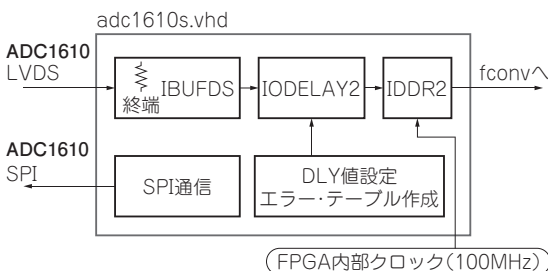 adc1610s.vhd
ADC1610
LVDS
終端
IBUFDS
IODELAY2
IDDR2
fconvへ
ADC1610
SPI
SPI通信
DLY値設定
エラー・テーブル作成
FPGA内部クロック(100MHz)